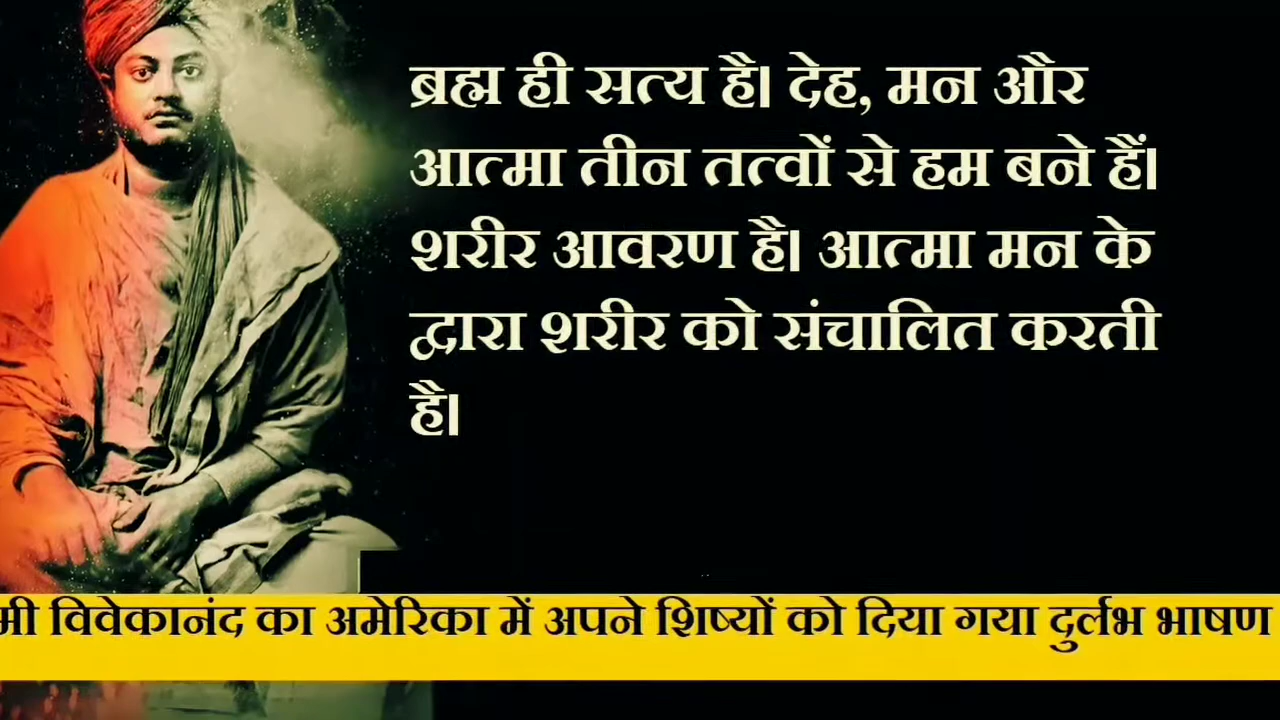 ब्रह्म ही सत्य है। देह, मन और
आत्मा तीन तत्वों से हम बने हैं।
शरीर आवरण है। आत्मा मन के
द्वारा शरीर को संचालित करती
है।
मी विवेकानंद का अमेरिका में अपने शिष्यों को दिया गया दुर्लभ भाषण